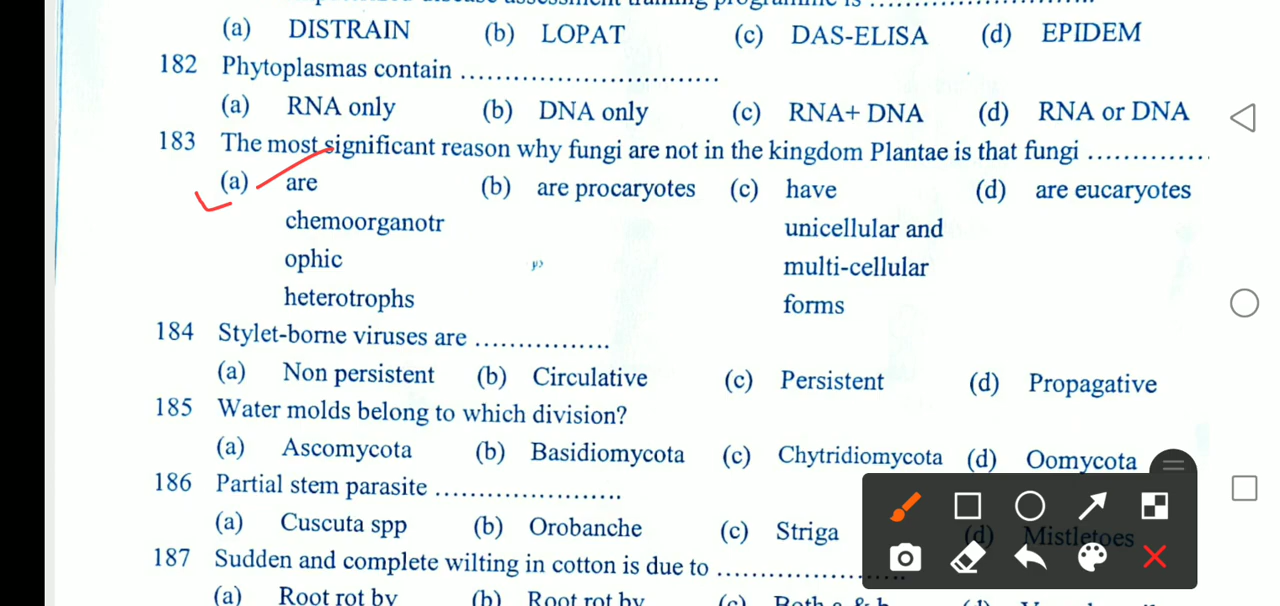 (a) DISTRAIN (b) LOPAT (c) DAS-ELISA (d) EPIDEM
182 Phytoplasmas contain ..............................
(a) RNA only (b) DNA only (c) RNA+ DNA (d) RNA or DNA
183 The most significant reason why fungi are not in the kingdom Plantae is that fungi ..............
(a) are (b) are procaryotes (c) have (d) are eucaryotes
chemoorganotr unicellular and
ophic multi-cellular
heterotrophs forms
184 Stylet-borne viruses are ................
(a) Non persistent (b) Circulative (c) Persistent (d) Propagative
185 Water molds belong to which division?
(a) Ascomycota (b) Basidiomycota (c) Chytridiomycota (d) Oomycota
186 Partial stem parasite ......................
(a) Cuscuta spp (b) Orobanche (c) Striga (d) Mistletoes
187 Sudden and complete wilting in cotton is due to ......................
(a) Root rot by (b) Root rot by (c) Both a & b (d)